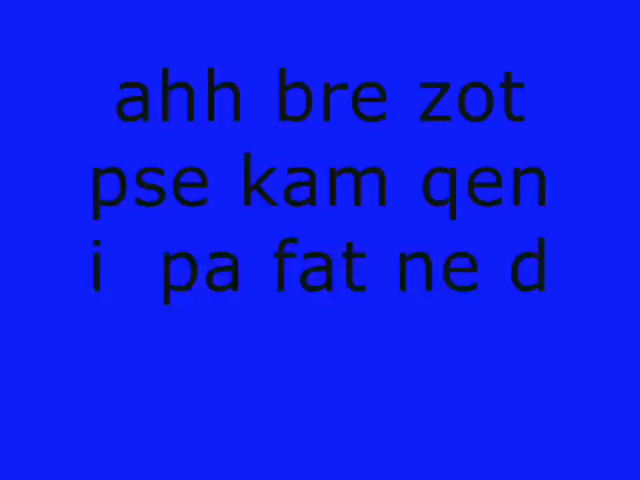 ahh bre zot
pse kam qen
i  pa fat ne d